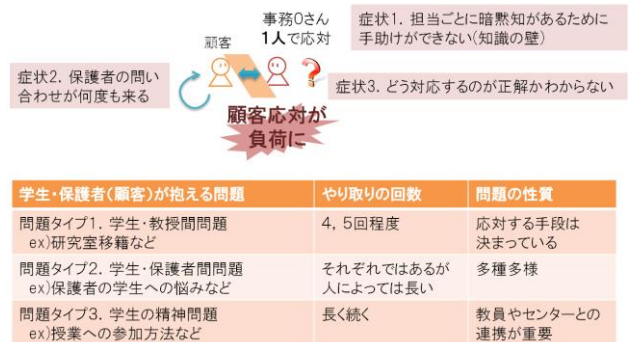 事務Oさん
1人で応対
顧客
症状1．担当ごとに暗黙知があるために
手助けができない(知識の壁)
症状2．保護者の問い
合わせが何度も来る
?
症状3．どう対応するのが正解かわからない
顧客応対が
負荷に
学生・保護者(顧客)が抱える問題 やり取りの回数 問題の性質
問題タイプ1．学生・教授間問題 4，5回程度 応対する手段は
ex)研究室移籍など 決まっている
問題タイプ2．学生・保護者間問題 それぞれではあるが 多種多様
ex)保護者の学生への悩みなど 人によっては長い
問題タイプ3．学生の精神問題 長く続く 教員やセンターとの
ex)授業への参加方法など 連携が重要